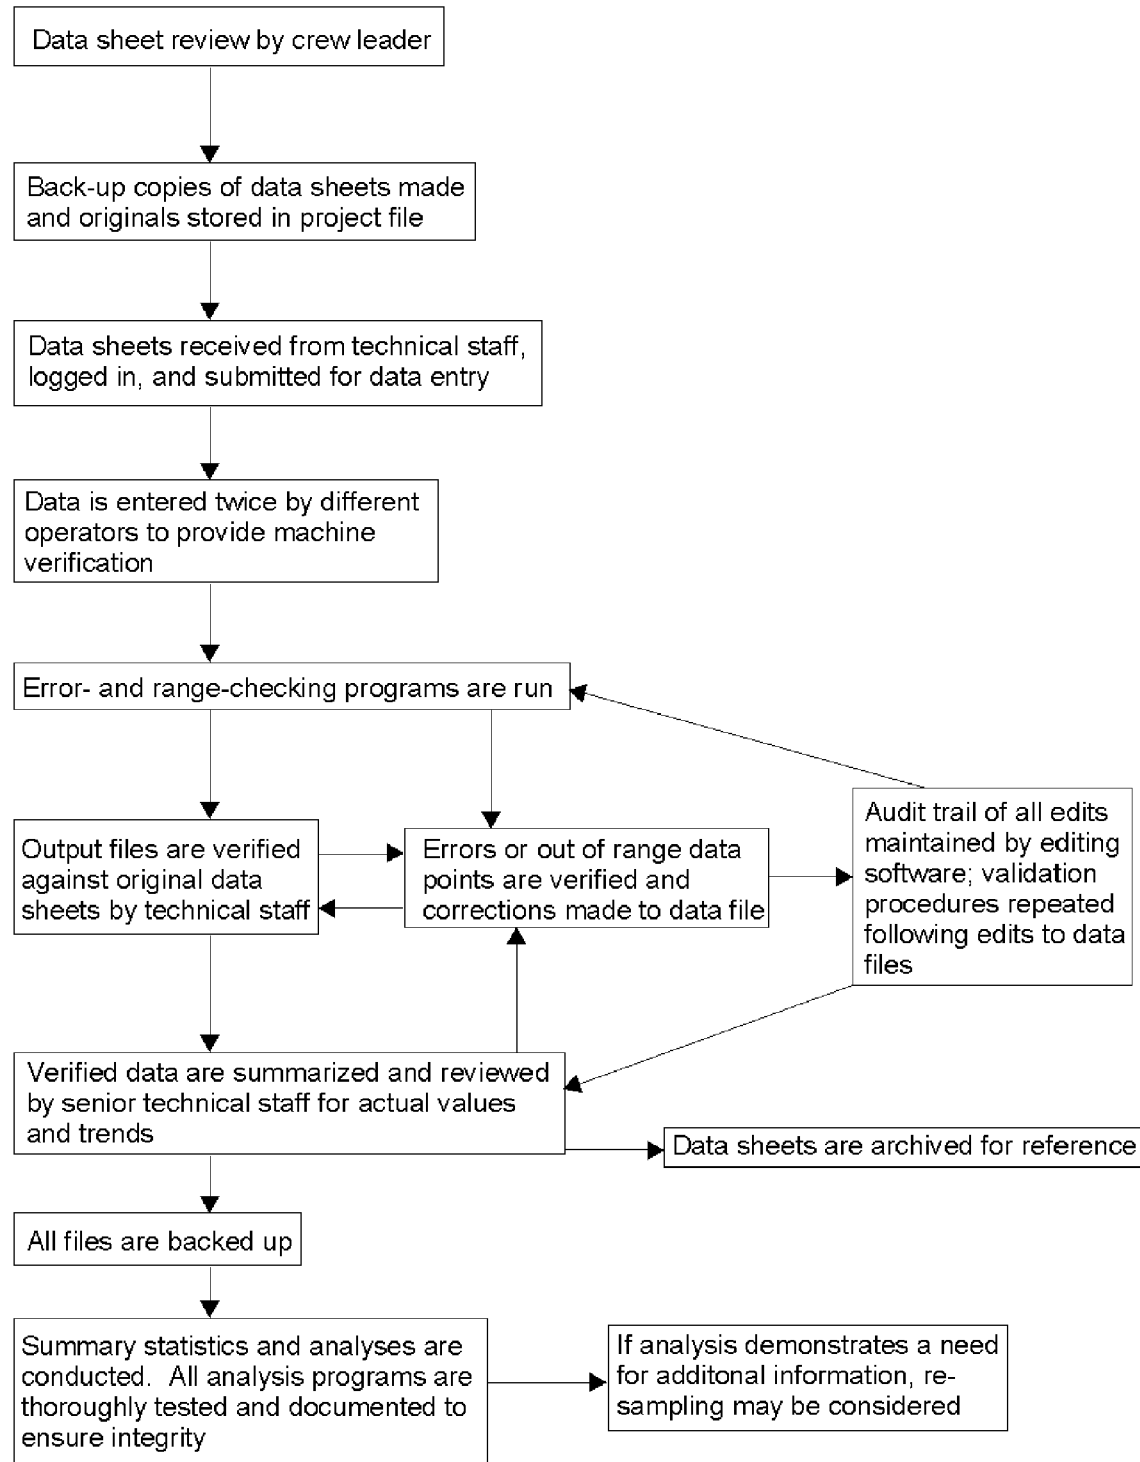 Data sheet review by crew leader
Back-up copies of data sheets made
and originals stored in project file
Data sheets received from technical staff,
logged in, and submitted for data entry
Data is entered twice by different
operators to provide machine
verification
Error- and range-checking programs are run
Output files are verified
against original data
sheets by technical staff
Errors or out of range data
points are verified and
corrections made to data file
Audit trail of all edits
maintained by editing
software; validation
procedures repeated
following edits to data
files
Verified data are summarized and reviewed
by senior technical staff for actual values
and trends
Data sheets are archived for reference
All files are backed up
Summary statistics and analyses are
conducted.  All analysis programs are
thoroughly tested and documented to
ensure integrity
If analysis demonstrates a need
for additonal information, re-
sampling may be considered